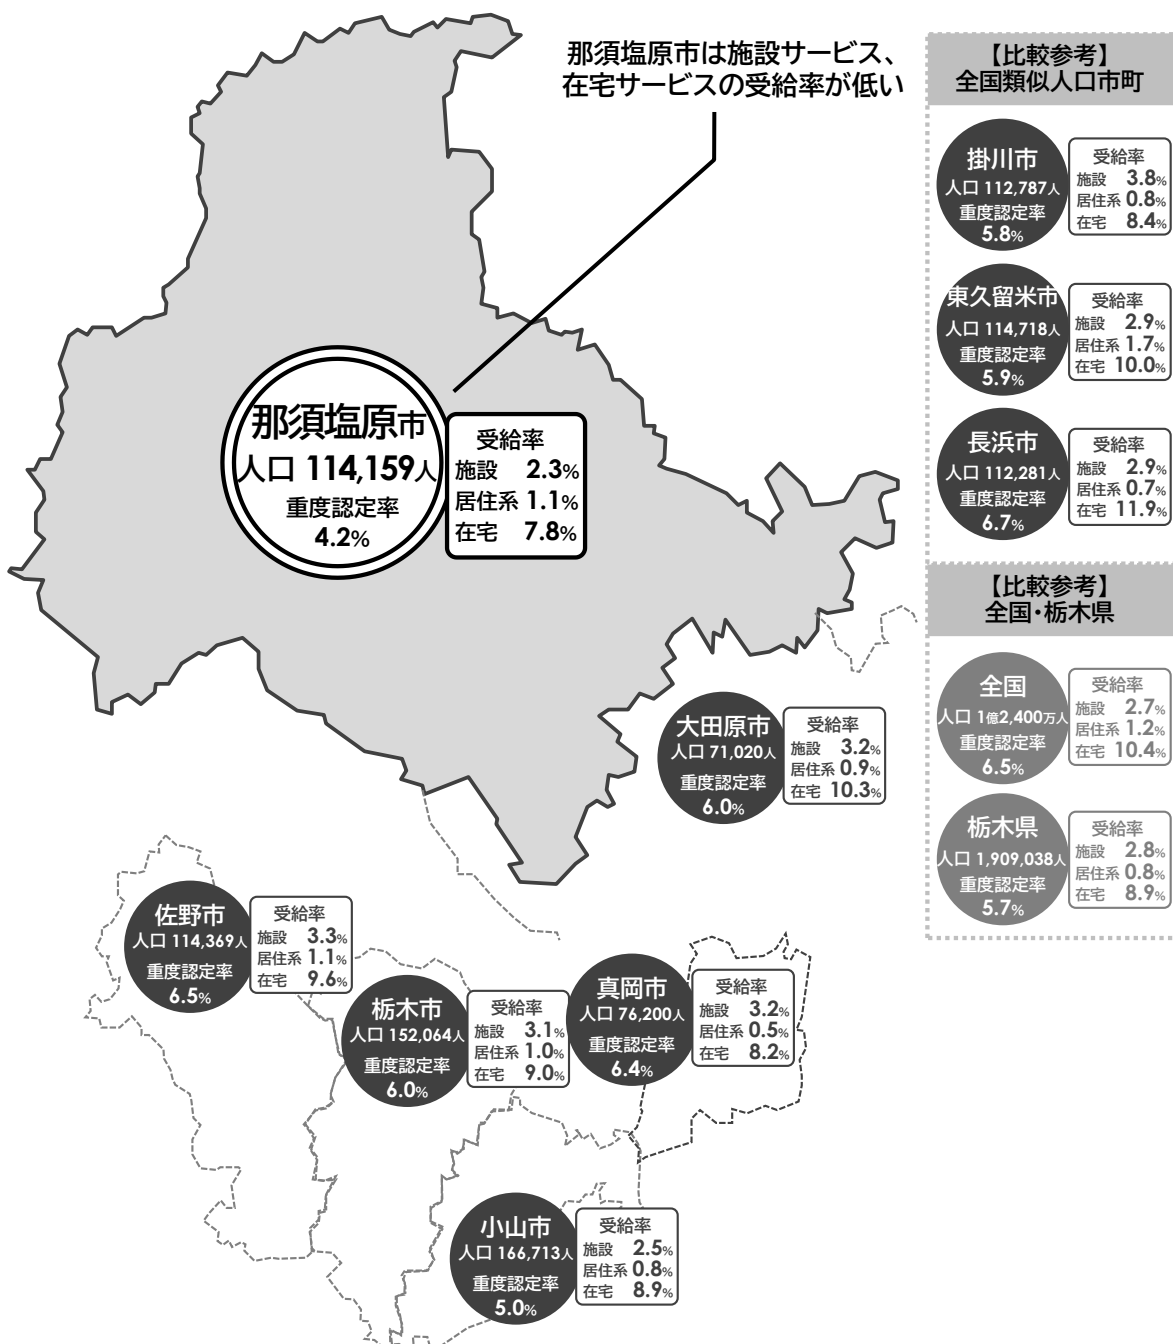 那須塩原市は施設サービス、
在宅サービスの受給率が低い
那須塩原市
人口 114,159人
重度認定率
4.2%
受給率
施設 2.3%
居住系 1.1%
在宅 7.8%
大田原市
人口 71,020人
重度認定率
6.0%
受給率
施設 3.2%
居住系 0.9%
在宅 10.3%
佐野市
人口 114,369人
重度認定率
6.5%
受給率
施設 3.3%
居住系 1.1%
在宅 9.6%
栃木市
人口 152,064人
重度認定率
6.0%
受給率
施設 3.1%
居住系 1.0%
在宅 9.0%
真岡市
人口 76,200人
重度認定率
6.4%
受給率
施設 3.2%
居住系 0.5%
在宅 8.2%
小山市
人口 166,713人
重度認定率
5.0%
受給率
施設 2.5%
居住系 0.8%
在宅 8.9%
【比較参考】
全国類似人口市町
掛川市
人口 112,787人
重度認定率
5.8%
受給率
施設 3.8%
居住系 0.8%
在宅 8.4%
東久留米市
人口 114,718人
重度認定率
5.9%
受給率
施設 2.9%
居住系 1.7%
在宅 10.0%
長浜市
人口 112,281人
重度認定率
6.7%
受給率
施設 2.9%
居住系 0.7%
在宅 11.9%
【比較参考】
全国・栃木県
全国
人口 1億2,400万人
重度認定率
6.5%
受給率
施設 2.7%
居住系 1.2%
在宅 10.4%
栃木県
人口 1,909,038人
重度認定率
5.7%
受給率
施設 2.8%
居住系 0.8%
在宅 8.9%